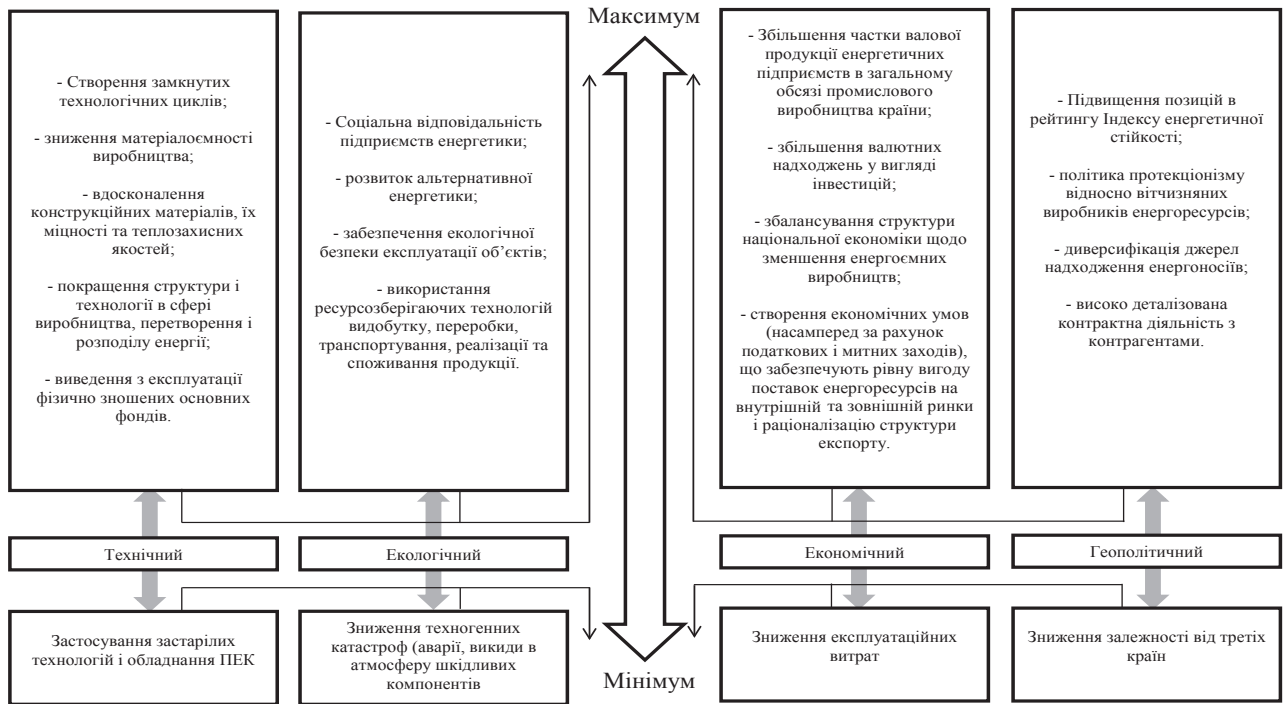 Максимум
- Створення замкнутих
технологічних циклів;
- зниження матеріалоємності
виробництва;
- вдосконалення
конструкційних матеріалів, їх
міцності та теплозахисних
якостей;
- покращення структури і
технології в сфері
виробництва, перетворення і
розподілу енергії;
- виведення з експлуатації
фізично зношених основних
фондів.
- Соціальна відповідальність
підприємств енергетики;
- розвиток альтернативної
енергетики;
- забезпечення екологічної
безпеки експлуатації об’єктів;
- використання
ресурсозберігаючих технологій
видобутку, переробки,
транспортування, реалізації та
споживання продукції.
- Збільшення частки валової
продукції енергетичних
підприємств в загальному
обсязі промислового
виробництва країни;
- збільшення валютних
надходжень у вигляді
інвестицій;
- збалансування структури
національної економіки щодо
зменшення енергоємних
виробництв;
- створення економічних умов
(насамперед за рахунок
податкових і митних заходів),
що забезпечують рівну вигоду
поставок енергоресурсів на
внутрішній та зовнішній ринки
і раціоналізацію структури
експорту.
- Підвищення позицій в
рейтингу Індексу енергетичної
стійкості;
- політика протекціонізму
відносно вітчизняних
виробників енергоресурсів;
- диверсифікація джерел
надходження енергоносіїв;
- високо деталізована
контрактна діяльність з
контрагентами.
Технічний
Екологічний
Економічний
Геополітичний
Застосування застарілих
технологій і обладнання ПЕК
Зниження техногенних
катастроф (аварії, викиди в
атмосферу шкідливих
компонентів
Зниження експлуатаційних
витрат
Зниження залежності від третіх
країн
Мінімум